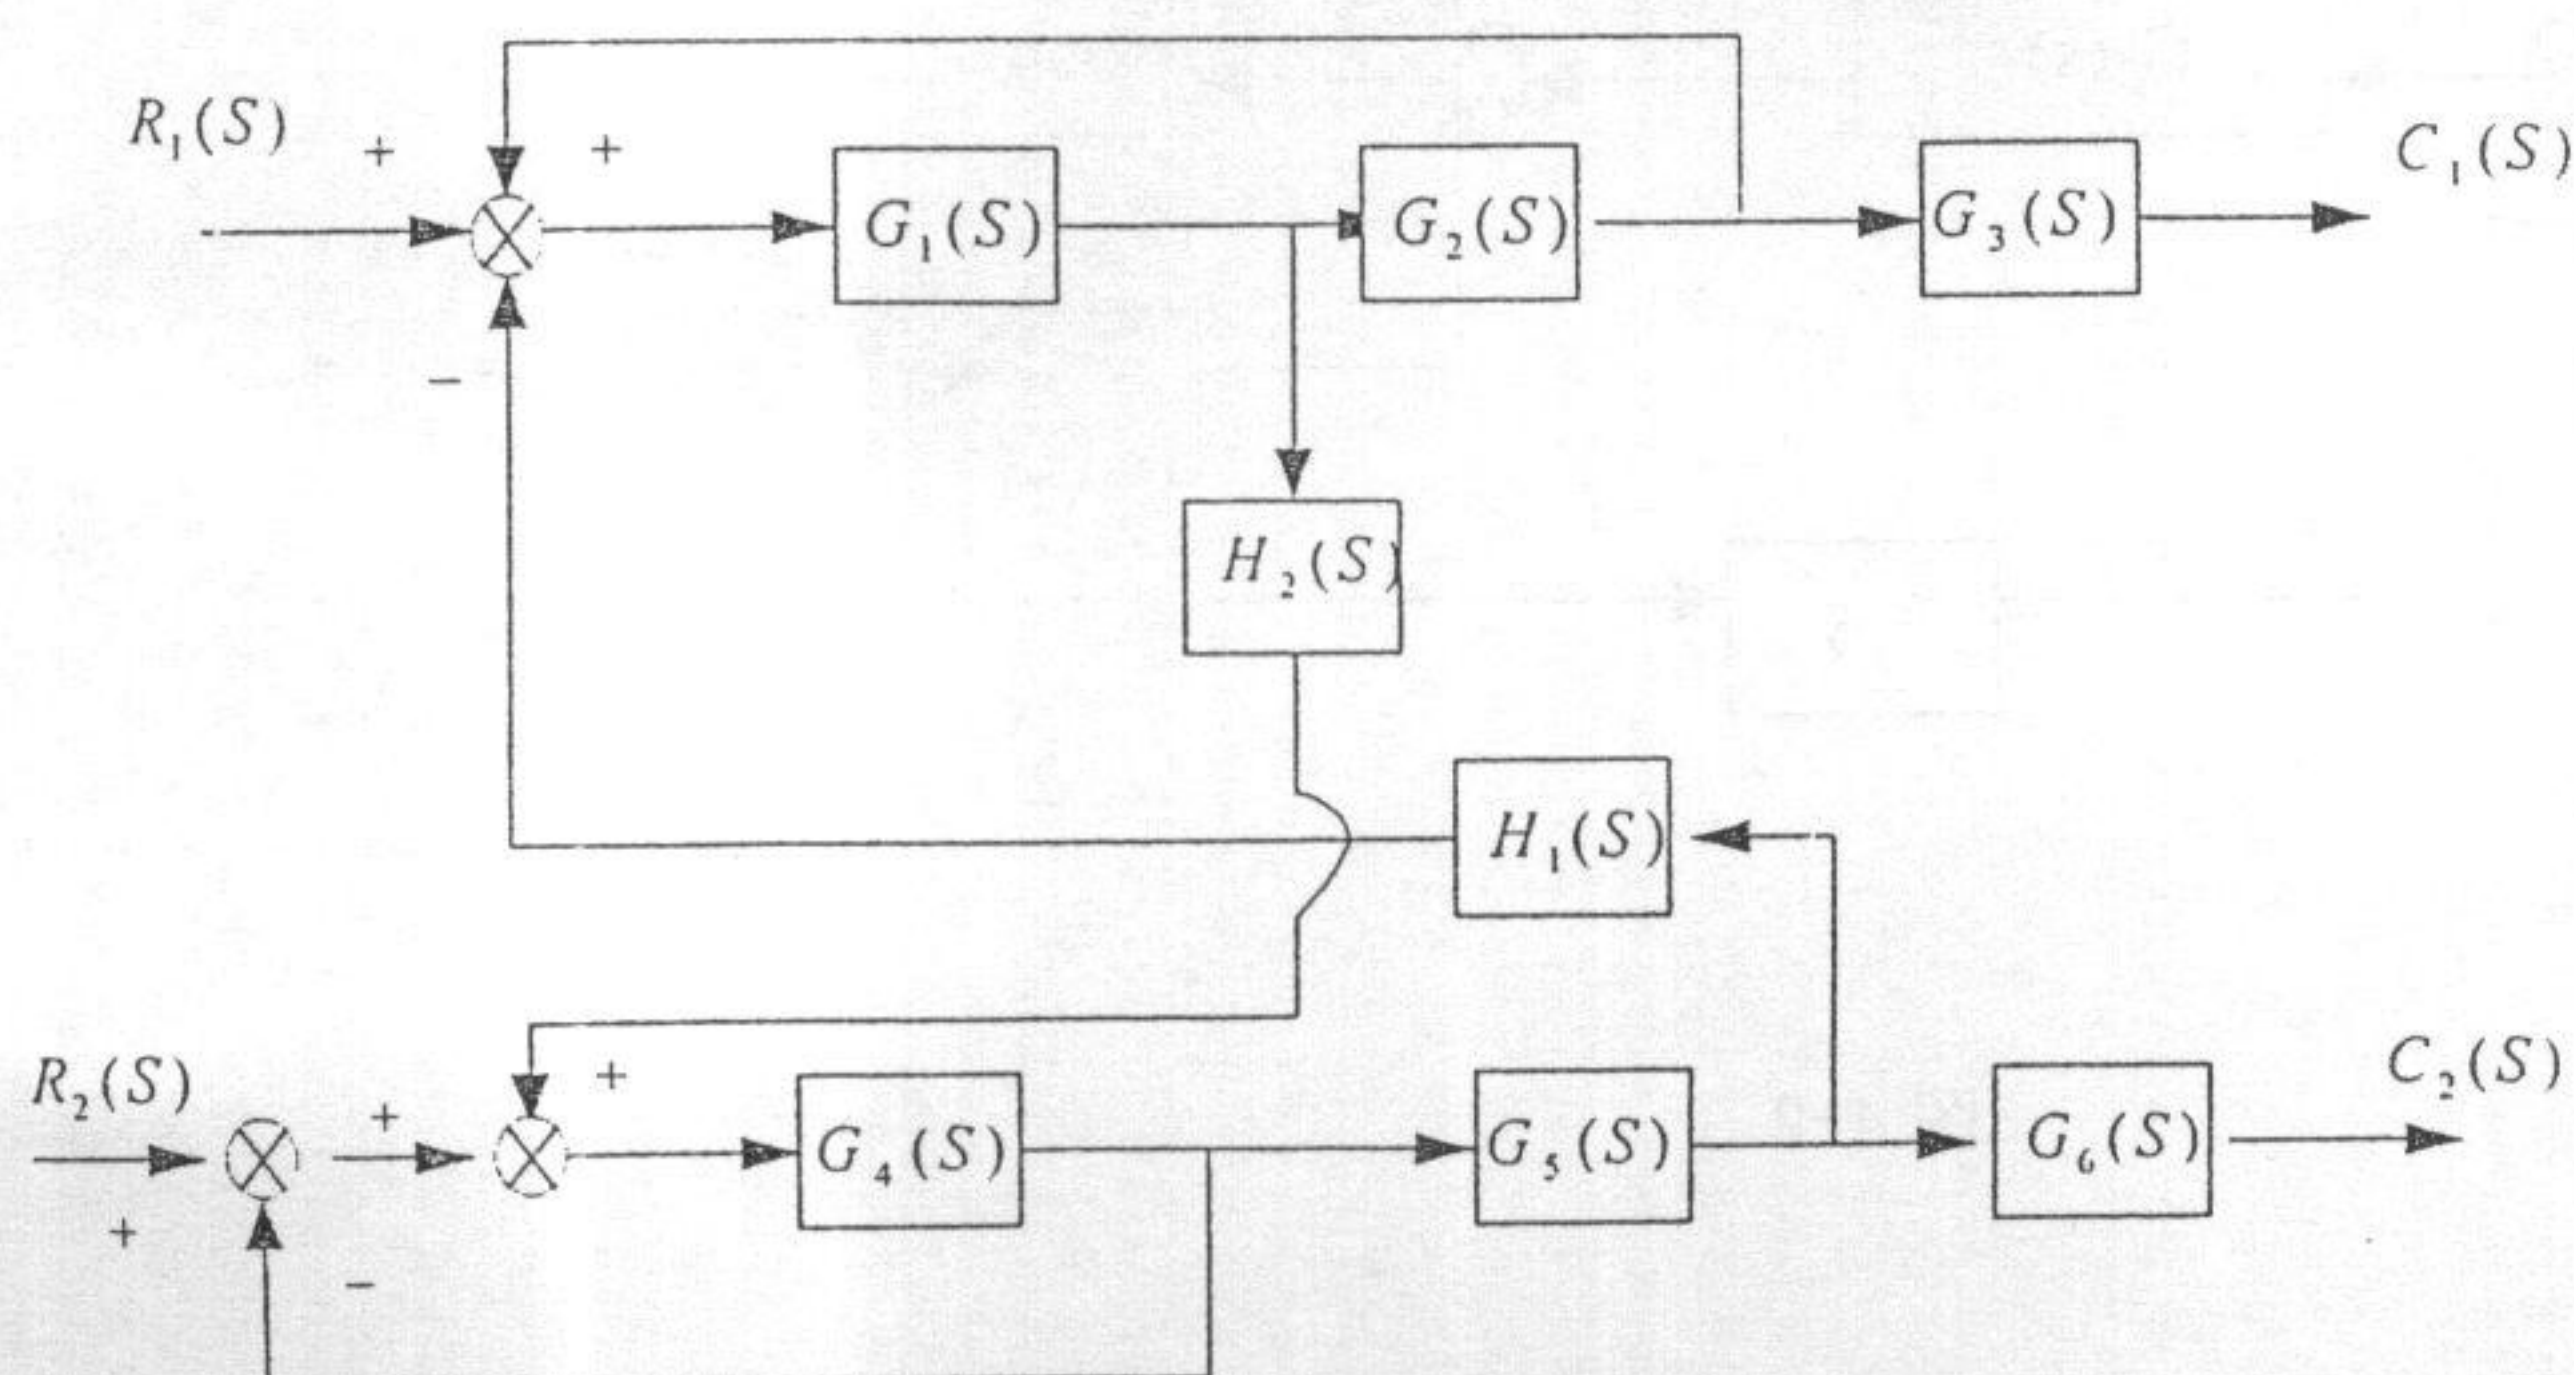 R₁(S)
+
+
G₁(S)
G₂(S)
G₃(S)
C₁(S)
−
H₂(S)
H₁(S)
R₂(S)
+
+
G₄(S)
G₅(S)
G₆(S)
C₂(S)
+
−